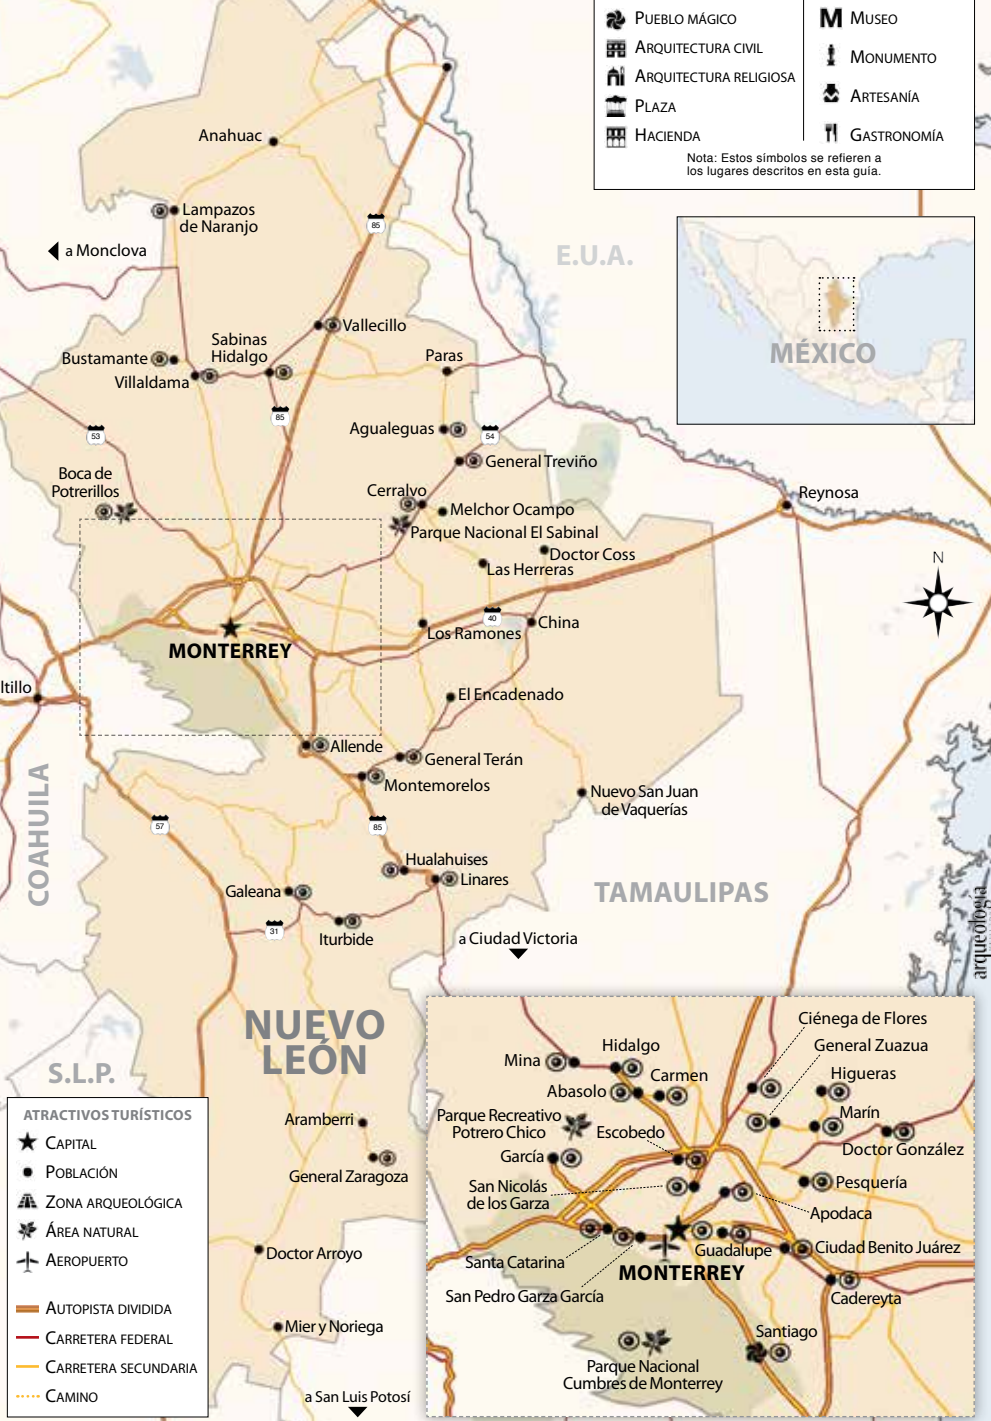 PUEBLO MÁGICO
ARQUITECTURA CIVIL
ARQUITECTURA RELIGIOSA
PLAZA
HACIENDA
M MUSEO
MONUMENTO
ARTESANÍA
GASTRONOMÍA
Nota: Estos símbolos se refieren a
los lugares descritos en esta guía.
Anahuac
Lampazos
de Naranjo
85
a Monclova
E.U.A.
MÉXICO
Vallecillo
Sabinas
Hidalgo
Bustamante
Villaldama
Paras
85
53
Agualeguas
54
General Treviño
Boca de
Potrerillos
Cerralvo
Melchor Ocampo
Reynosa
Parque Nacional El Sabinal
Doctor Coss
Las Herreras
N
40
China
Los Ramones
MONTERREY
ltillo
El Encadenado
Allende
General Terán
Montemorelos
Nuevo San Juan
de Vaquerías
COAHUILA
57
85
Hualahuises
Linares
Galeana
TAMAULIPAS
31
Iturbide
a Ciudad Victoria
arqueología
NUEVO
LEÓN
S.L.P.
Aramberri
General Zaragoza
Doctor Arroyo
Mier y Noriega
a San Luis Potosí
ATRACTIVOS TURÍSTICOS
CAPITAL
POBLACIÓN
ZONA ARQUEOLÓGICA
ÁREA NATURAL
AEROPUERTO
AUTOPISTA DIVIDIDA
CARRETERA FEDERAL
CARRETERA SECUNDARIA
CAMINO
Ciénega de Flores
General Zuazua
Hidalgo
Mina
Higueras
Carmen
Abasolo
Marín
Parque Recreativo
Potrero Chico
Escobedo
Doctor González
García
San Nicolás
de los Garza
Pesquería
Apodaca
Guadalupe
Ciudad Benito Juárez
Santa Catarina
MONTERREY
San Pedro Garza García
Cadereyta
Santiago
Parque Nacional
Cumbres de Monterrey